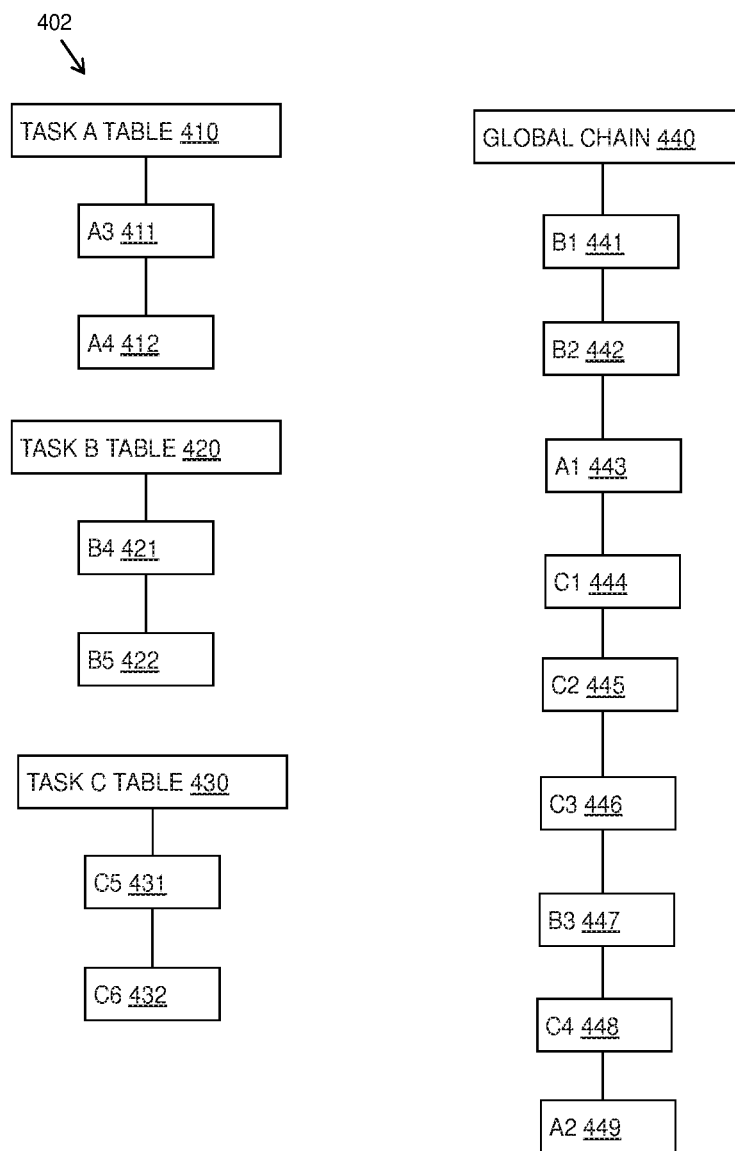 402
TASK A TABLE 410
A3 411
A4 412
TASK B TABLE 420
B4 421
B5 422
TASK C TABLE 430
C5 431
C6 432
GLOBAL CHAIN 440
B1 441
B2 442
A1 443
C1 444
C2 445
C3 446
B3 447
C4 448
A2 449